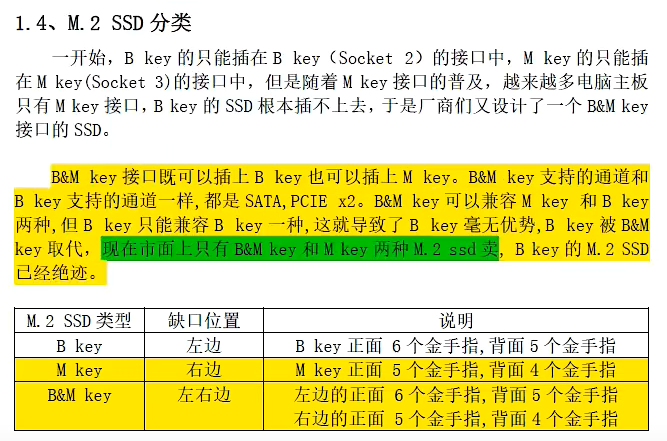 1.4、M.2 SSD 分类
一开始，B key 的只能插在 B key（Socket 2）的接口中，M key 的只能插
在 M key(Socket 3)的接口中，但是随着 M key 接口的普及，越来越多电脑主板
只有 M key 接口，B key 的 SSD 根本插不上去，于是厂商们又设计了一个 B&M key
接口的 SSD。
B&M key 接口既可以插上 B key 也可以插上 M key。B&M key 支持的通道和
B key 支持的通道一样，都是 SATA,PCIE x2。B&M key 可以兼容 M key 和 B key
两种,但 B key 只能兼容 B key 一种,这就导致了 B key 毫无优势,B key 被 B&M
key 取代，现在市面上只有 B&M key 和 M key 两种 M.2 ssd 卖，B key 的 M.2 SSD
已经绝迹。
M.2 SSD 类型 缺口位置 说明
B key 左边 B key 正面 6 个金手指,背面 5 个金手指
M key 右边 M key 正面 5 个金手指,背面 4 个金手指
B&M key 左右边 左边的正面 6 个金手指,背面 5 个金手指
右边的正面 5 个金手指,背面 4 个金手指